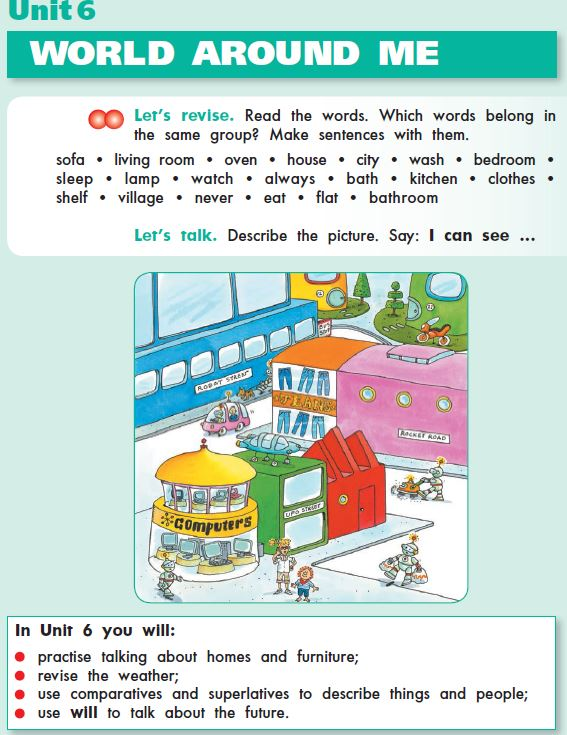 Unit 6
WORLD AROUND ME
Let's revise. Read the words. Which words belong in
the same group? Make sentences with them.
sofa • living room • oven • house • city • wash • bedroom •
sleep • lamp • watch • always • bath • kitchen • clothes •
shelf • village • never • eat • flat • bathroom
Let's talk. Describe the picture. Say: I can see ...
BUS STOP
ROBOT STREET
JEANS
ROCKET ROAD
UFO STREET
Computers
In Unit 6 you will:
● practise talking about homes and furniture;
● revise the weather;
● use comparatives and superlatives to describe things and people;
● use will to talk about the future.